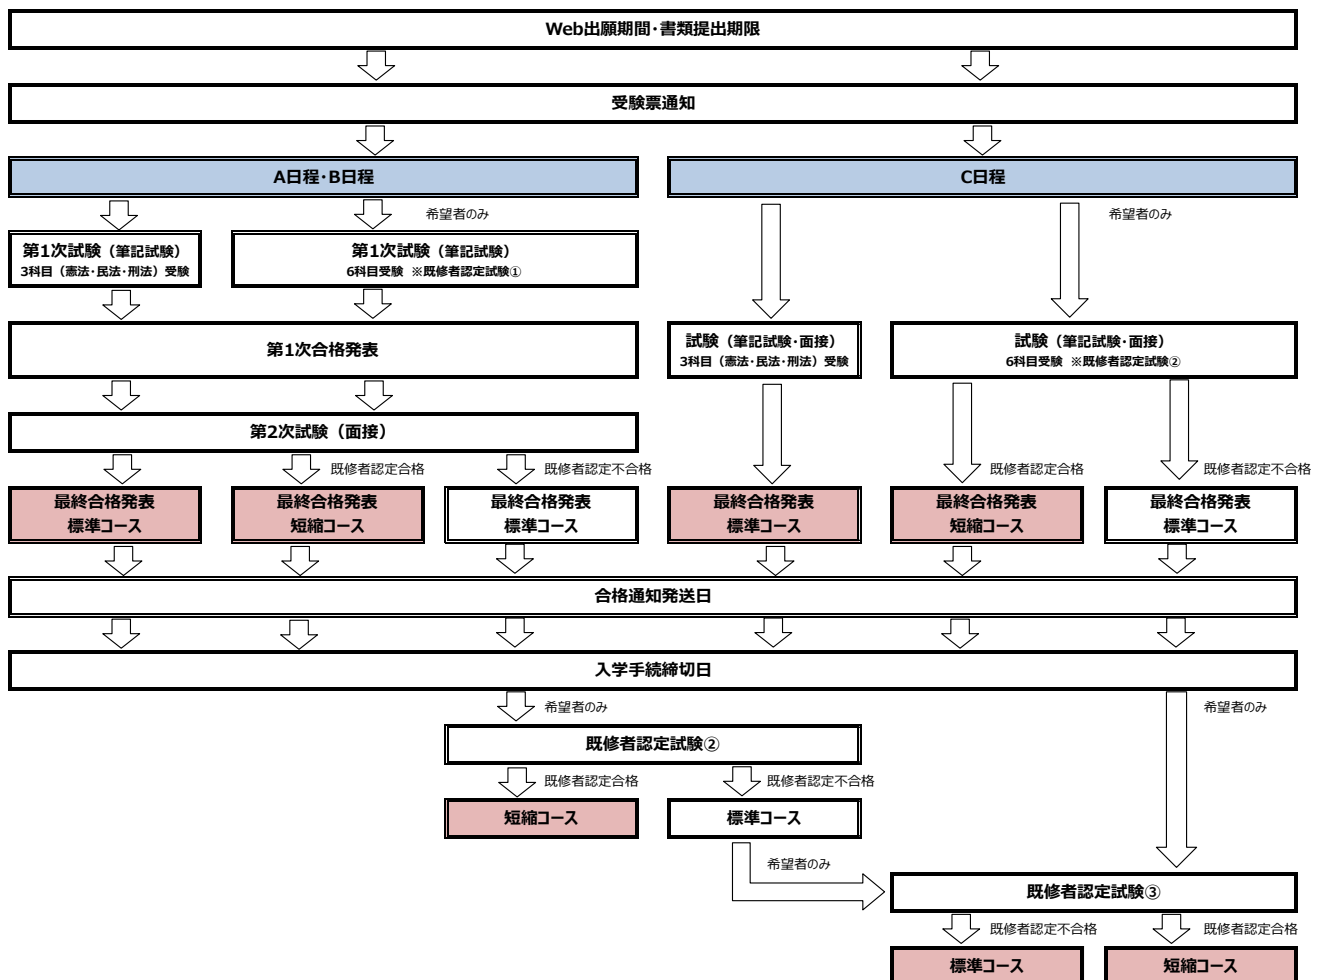 Web出願期間・書類提出期限
受験票通知
A日程・B日程
C日程
希望者のみ
希望者のみ
第1次試験（筆記試験）
3科目（憲法・民法・刑法）受験
第1次試験（筆記試験）
6科目受験 ※既修者認定試験①
第1次合格発表
試験（筆記試験・面接）
3科目（憲法・民法・刑法）受験
試験（筆記試験・面接）
6科目受験 ※既修者認定試験②
第2次試験（面接）
既修者認定合格
既修者認定不合格
既修者認定合格
既修者認定不合格
最終合格発表
標準コース
最終合格発表
短縮コース
最終合格発表
標準コース
最終合格発表
標準コース
最終合格発表
短縮コース
最終合格発表
標準コース
合格通知発送日
入学手続締切日
希望者のみ
希望者のみ
既修者認定試験②
既修者認定合格
既修者認定不合格
短縮コース
標準コース
希望者のみ
既修者認定試験③
既修者認定不合格
既修者認定合格
標準コース
短縮コース